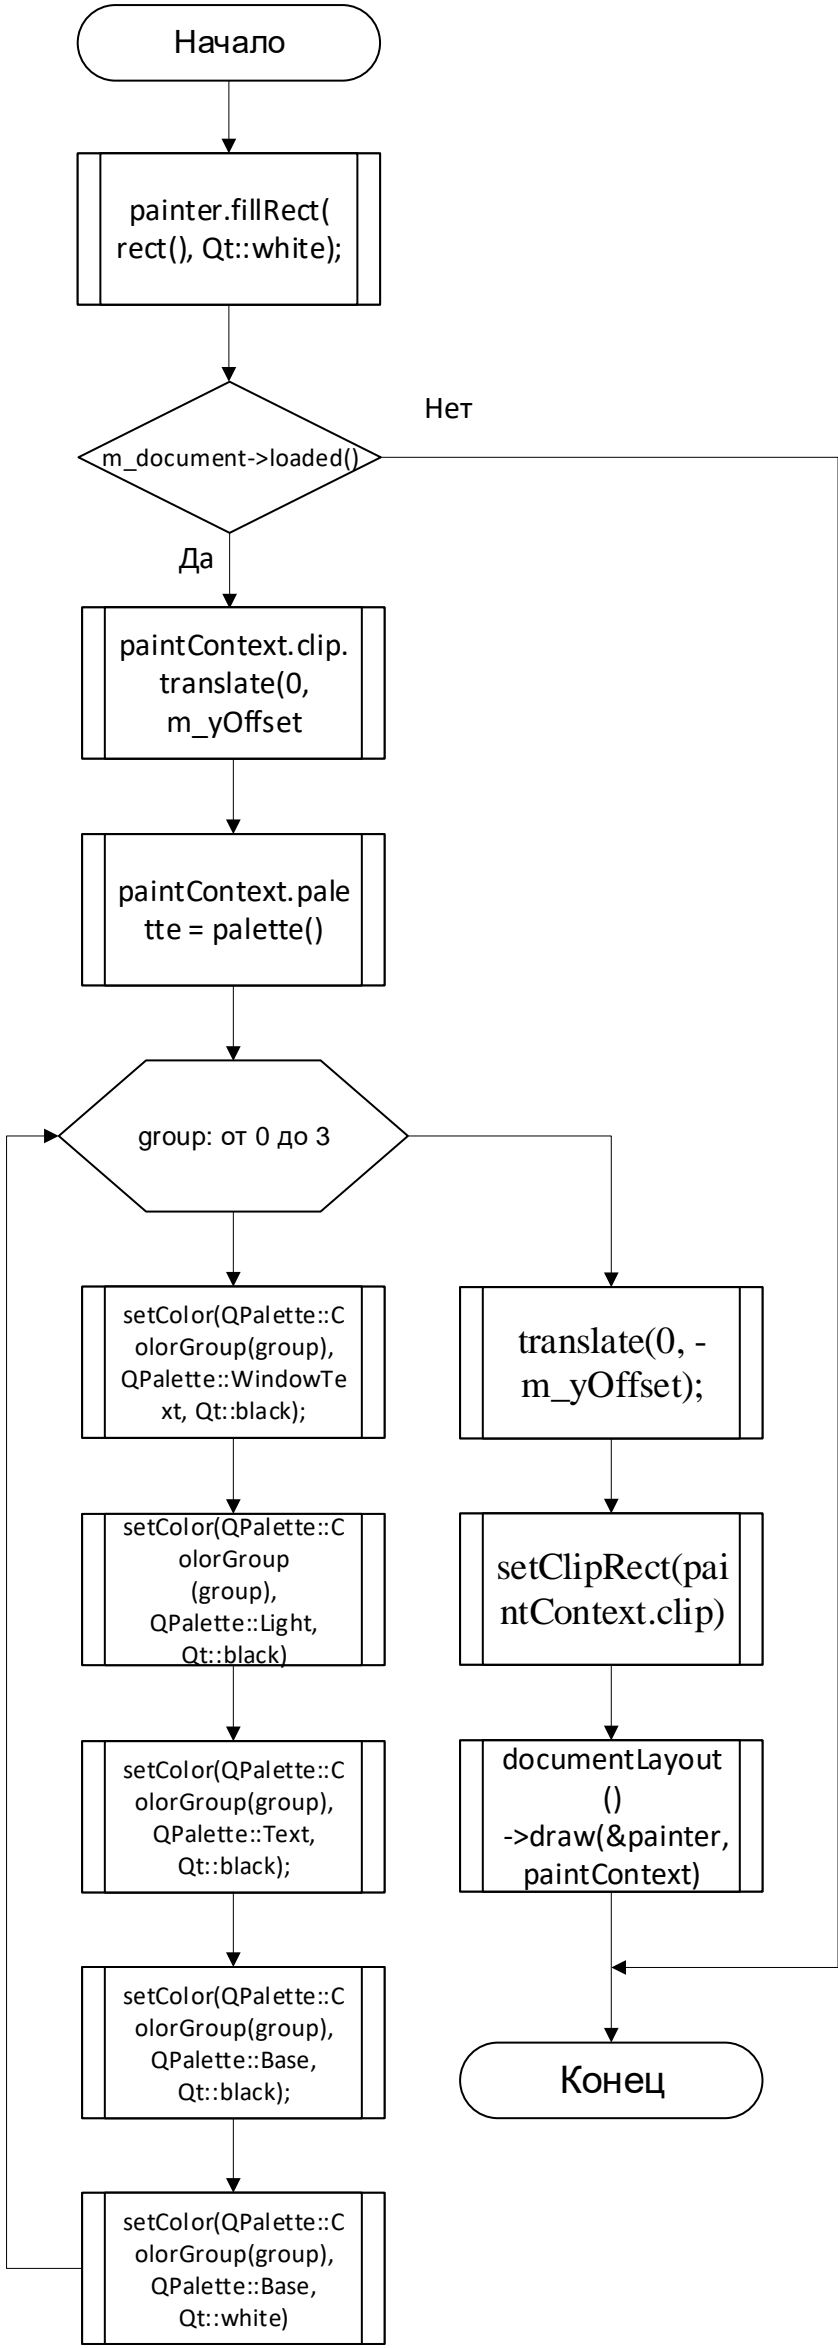 Начало
painter.fillRect(
rect(), Qt::white);
Нет
m_document->loaded()
Да
paintContext.clip.
translate(0,
m_yOffset
paintContext.pale
tte = palette()
group: от 0 до 3
setColor(QPalette::C
olorGroup(group),
QPalette::WindowTe
xt, Qt::black);
setColor(QPalette::C
olorGroup
(group),
QPalette::Light,
Qt::black)
setColor(QPalette::C
olorGroup(group),
QPalette::Text,
Qt::black);
setColor(QPalette::C
olorGroup(group),
QPalette::Base,
Qt::black);
setColor(QPalette::C
olorGroup(group),
QPalette::Base,
Qt::white)
translate(0, -
m_yOffset);
setClipRect(pai
ntContext.clip)
documentLayout
()
->draw(&painter,
paintContext)
Конец